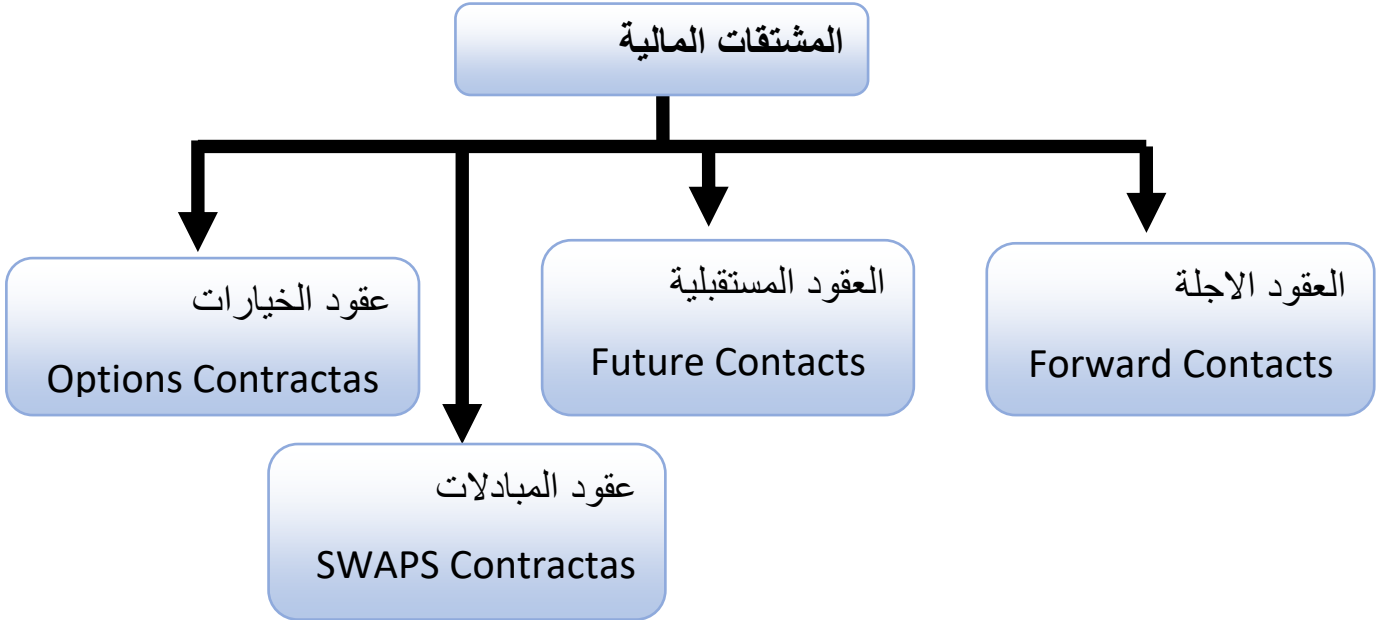 المشتقات المالية
العقود الاجلة
Forward Contacts
العقود المستقبلية
Future Contacts
عقود الخيارات
Options Contractas
عقود المبادلات
SWAPS Contractas